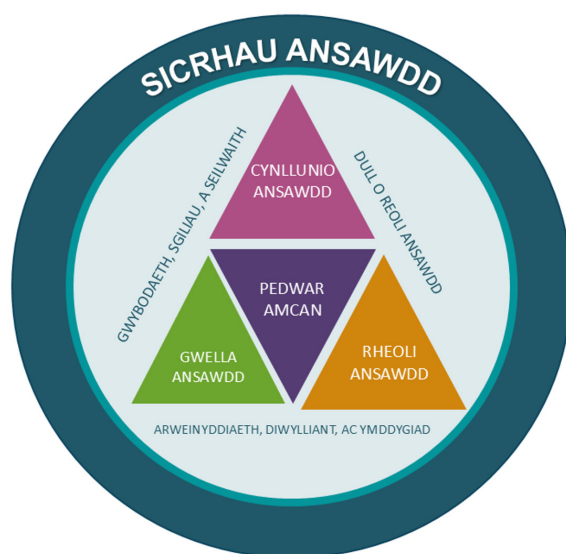 SICRHAU ANSAWDD
GWYBODAETH, SGILIAU, A SEILWAITH
DULL O REOLI ANSAWDD
CYNLLUNIO
ANSAWDD
PEDWAR
AMCAN
GWELLA
ANSAWDD
RHEOLI
ANSAWDD
ARWEINYDDIAETH, DIWYLLIANT, AC YMDDYGIAD